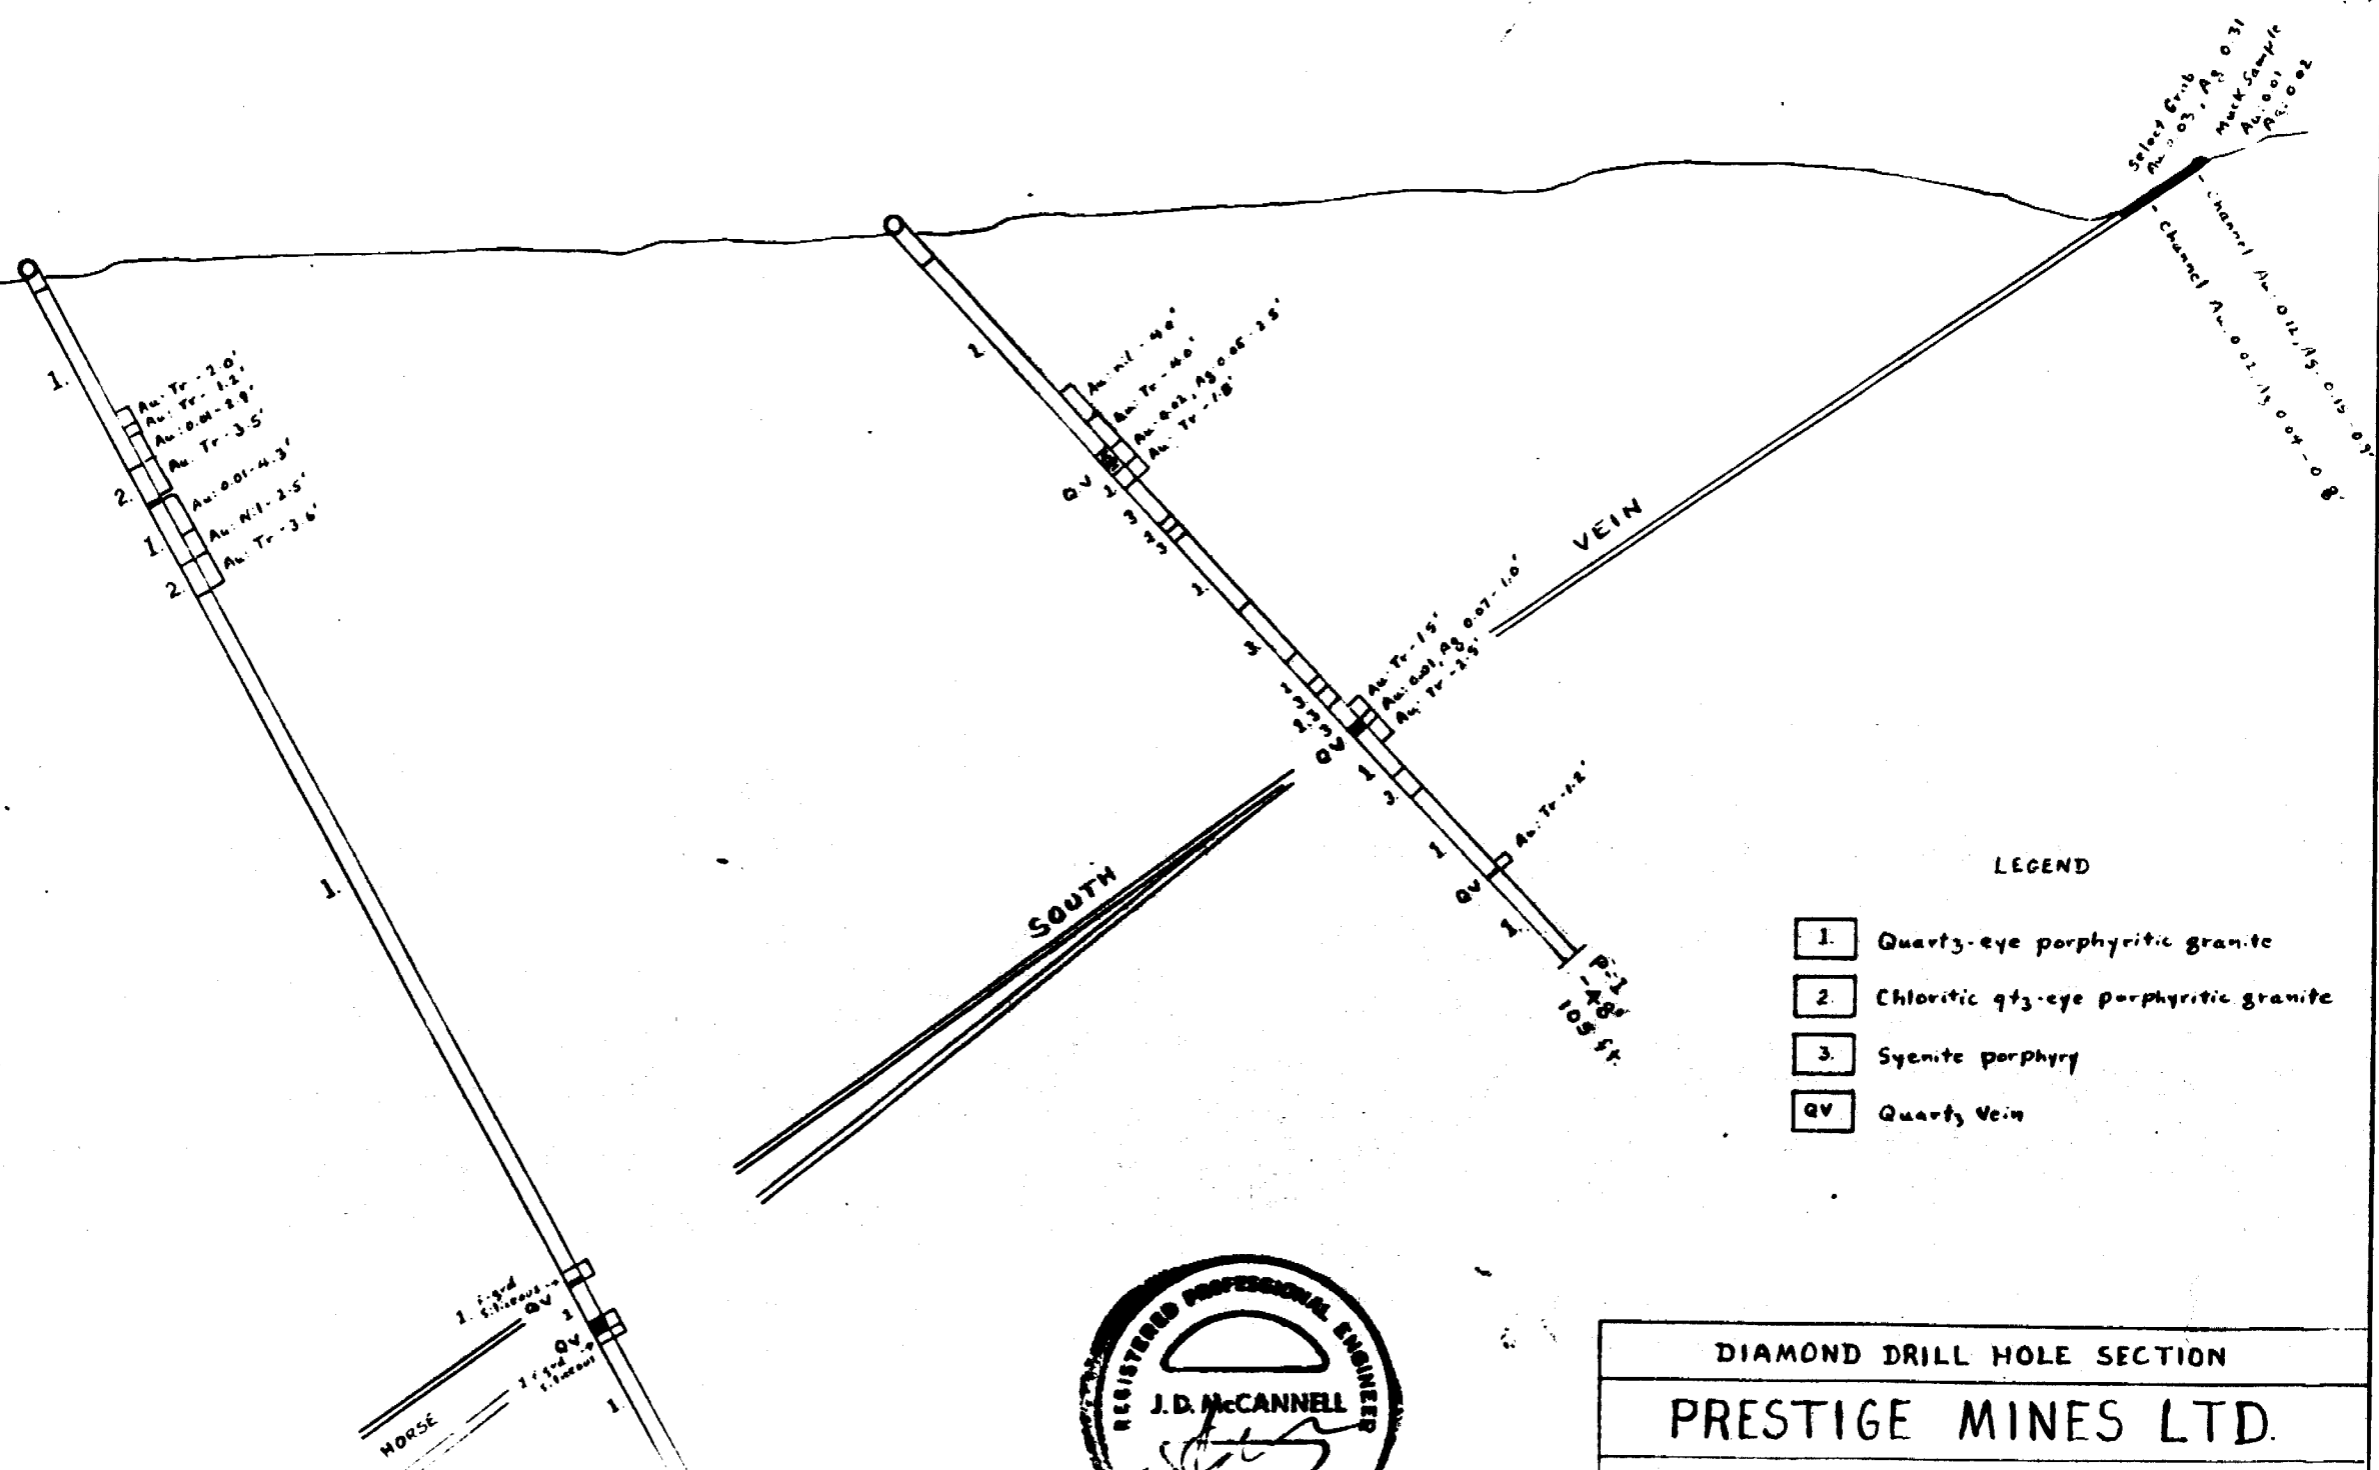 Select Grab
Au: 0.03, Ag 0.31
Muck Sample
Au: 0.01
Ag: 0.02
- Channel Au: 0.12, Ag: 0.15 - 0.9'
- Channel Au: 0.02, Ag 0.04 - 0.8'
1.
Au: Tr - 2.0'
Au: Tr - 1.2'
Au: 0.01 - 2.9'
Au: Tr - 3.5'
2.
Au: 0.01 - 4.3'
Au: Nil - 2.5'
Au: Tr - 3.6'
1.
2.
1.
Au: nil - 4.0'
Au: Tr - 4.0'
Au: 0.02, Ag 0.05 - 2.5'
Au: Tr - 1.8'
QV
3
3.
VEIN
Au: Tr - 1.5'
Au: 0.01, Ag 0.07 - 1.0'
Au: Tr - 2.5'
QV
1
3.
1
Au: Tr - 1.2'
QV
1.
P-1
-48°
105 ft.
SOUTH
1. F-grd
siliceous
QV
1
QV
siliceous
1.
HORSE
LEGEND
1. Quartz-eye porphyritic granite
2. Chloritic qtz-eye porphyritic granite
3. Syenite porphyry
QV Quartz Vein
REGISTERED PROFESSIONAL ENGINEER
J.D. McCANNELL
DIAMOND DRILL HOLE SECTION
PRESTIGE MINES LTD.